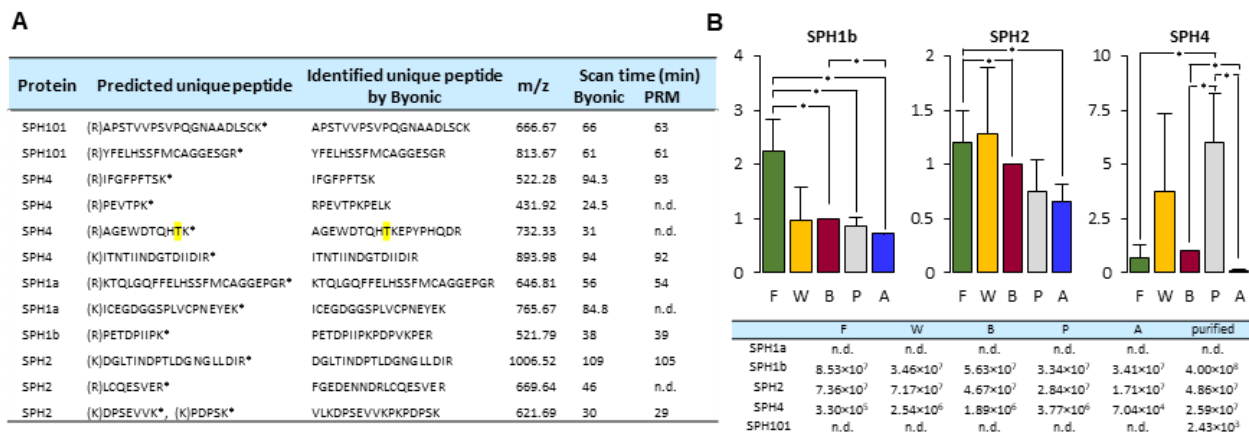 A
Protein Predicted unique peptide Identified unique peptide by Byonic m/z Scan time (min) Byonic PRM
SPH101 (R)APSTVVPSVPQGNAADLSCK* APSTVVPSVPQGNAADLSCK 666.67 66 63
SPH101 (R)YFELHSSFMCAGGESGR* YFELHSSFMCAGGESGR 813.67 61 61
SPH4 (R)IFGFPFTSK* IFGFPFTSK 522.28 94.3 93
SPH4 (R)PEVTPK* RPEVTPKPELK 431.92 24.5 n.d.
SPH4 (R)AGEWDTQHTK* AGEWDTQHTKEPYPHQDR 732.33 31 n.d.
SPH4 (K)ITNTIINDGTDIIDIR* ITNTIINDGTDIIDIR 893.98 94 92
SPH1a (R)KTQLGQFFELHSSFMCAGGEPGR* KTQLGQFFELHSSFMCAGGEPGR 646.81 56 54
SPH1a (K)ICEGDGGSPLVCPNEYEK* ICEGDGGSPLVCPNEYEK 765.67 84.8 n.d.
SPH1b (R)PETDPIIPK* PETDPIIPKPDPVKPER 521.79 38 39
SPH2 (K)DGLTINDPTLDGNGLLDIR* DGLTINDPTLDGNGLLDIR 1006.52 109 105
SPH2 (R)LCQESVER* FGEDENNDRLCQESVER 669.64 46 n.d.
SPH2 (K)DPSEVVK*, (K)PDPSK* VLKDPSEVVKPKPDPSK 621.69 30 29
B
SPH1b SPH2 SPH4
4 2 10
3 1.5 7.5
2 1 5
1 0.5 2.5
0 0 0
* * * *
* *
* * * *
F W B P A F W B P A F W B P A
F W B P A purified
SPH1a n.d. n.d. n.d. n.d. n.d. n.d.
SPH1b 8.53×10⁷ 3.46×10⁷ 5.63×10⁷ 3.34×10⁷ 3.41×10⁷ 4.00×10⁸
SPH2 7.36×10⁷ 7.17×10⁷ 4.67×10⁷ 2.84×10⁷ 1.71×10⁷ 4.86×10⁷
SPH4 3.30×10⁵ 2.54×10⁶ 1.89×10⁶ 3.77×10⁶ 7.04×10⁴ 2.59×10⁷
SPH101 n.d. n.d. n.d. n.d. n.d. 2.43×10³